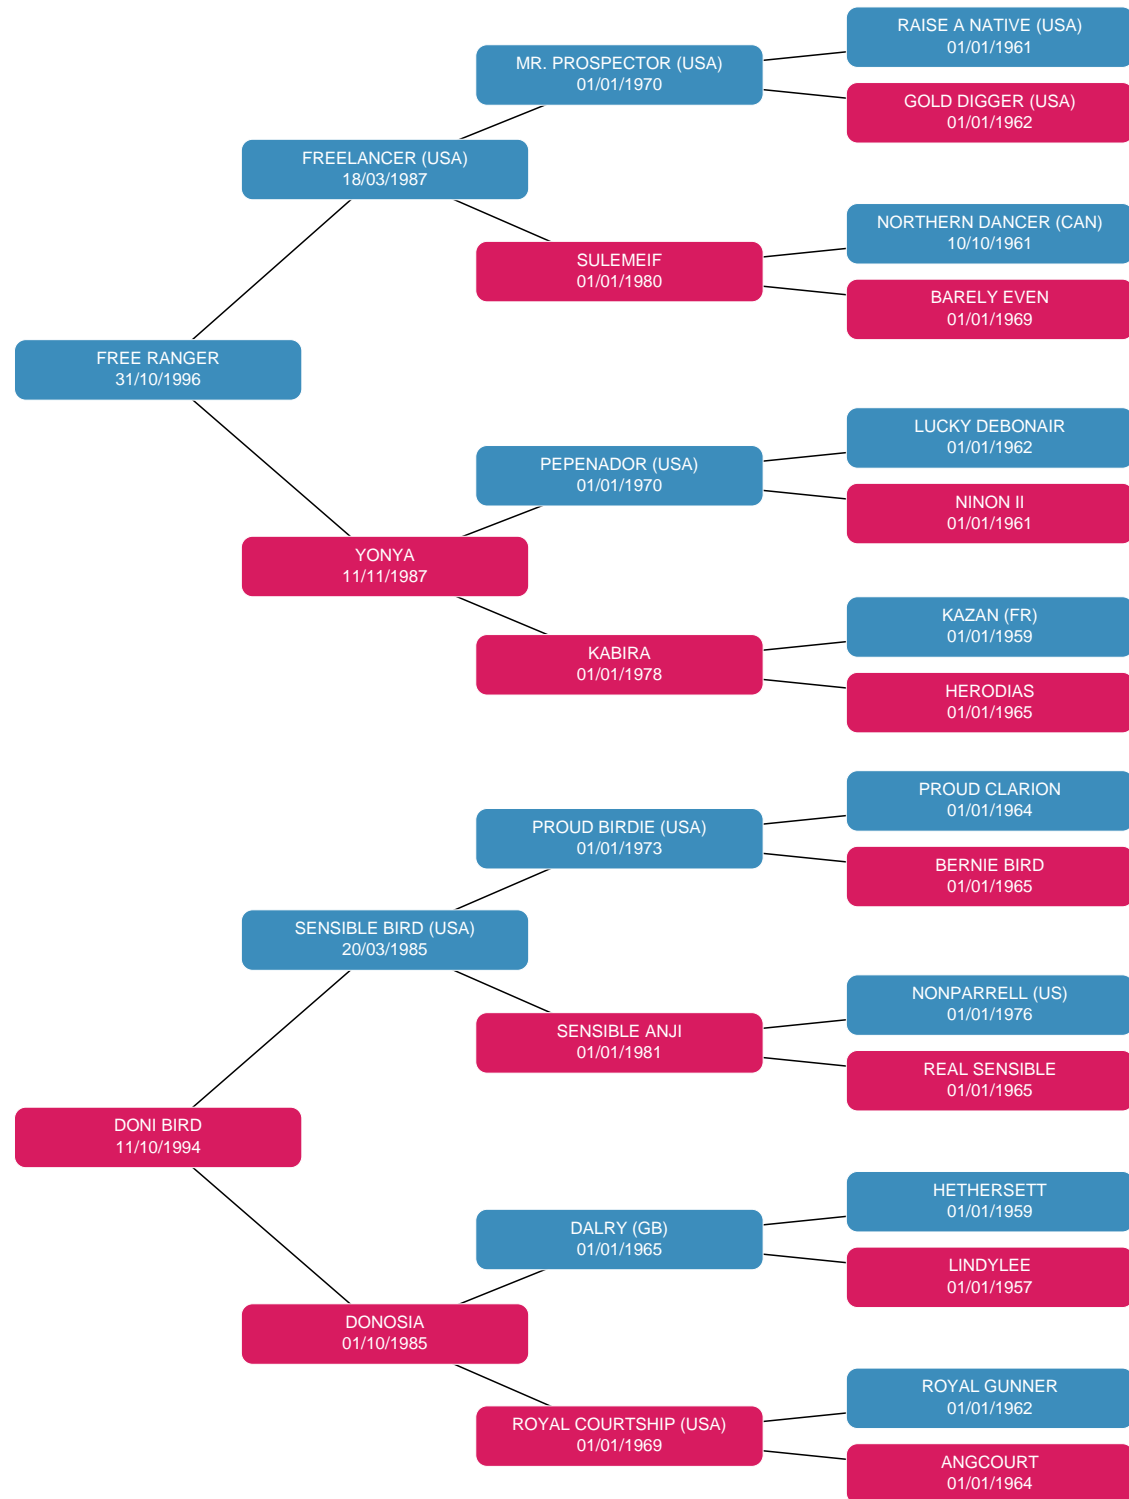 RAISE A NATIVE (USA)
01/01/1961
MR. PROSPECTOR (USA)
01/01/1970
GOLD DIGGER (USA)
01/01/1962
FREELANCER (USA)
18/03/1987
NORTHERN DANCER (CAN)
10/10/1961
SULEMEIF
01/01/1980
BARELY EVEN
01/01/1969
FREE RANGER
31/10/1996
LUCKY DEBONAIR
01/01/1962
PEPENADOR (USA)
01/01/1970
NINON II
01/01/1961
YONYA
11/11/1987
KAZAN (FR)
01/01/1959
KABIRA
01/01/1978
HERODIAS
01/01/1965
PROUD CLARION
01/01/1964
PROUD BIRDIE (USA)
01/01/1973
BERNIE BIRD
01/01/1965
SENSIBLE BIRD (USA)
20/03/1985
NONPARRELL (US)
01/01/1976
SENSIBLE ANJI
01/01/1981
REAL SENSIBLE
01/01/1965
DONI BIRD
11/10/1994
HETHERSETT
01/01/1959
DALRY (GB)
01/01/1965
LINDYLEE
01/01/1957
DONOSIA
01/10/1985
ROYAL GUNNER
01/01/1962
ROYAL COURTSHIP (USA)
01/01/1969
ANGCOURT
01/01/1964